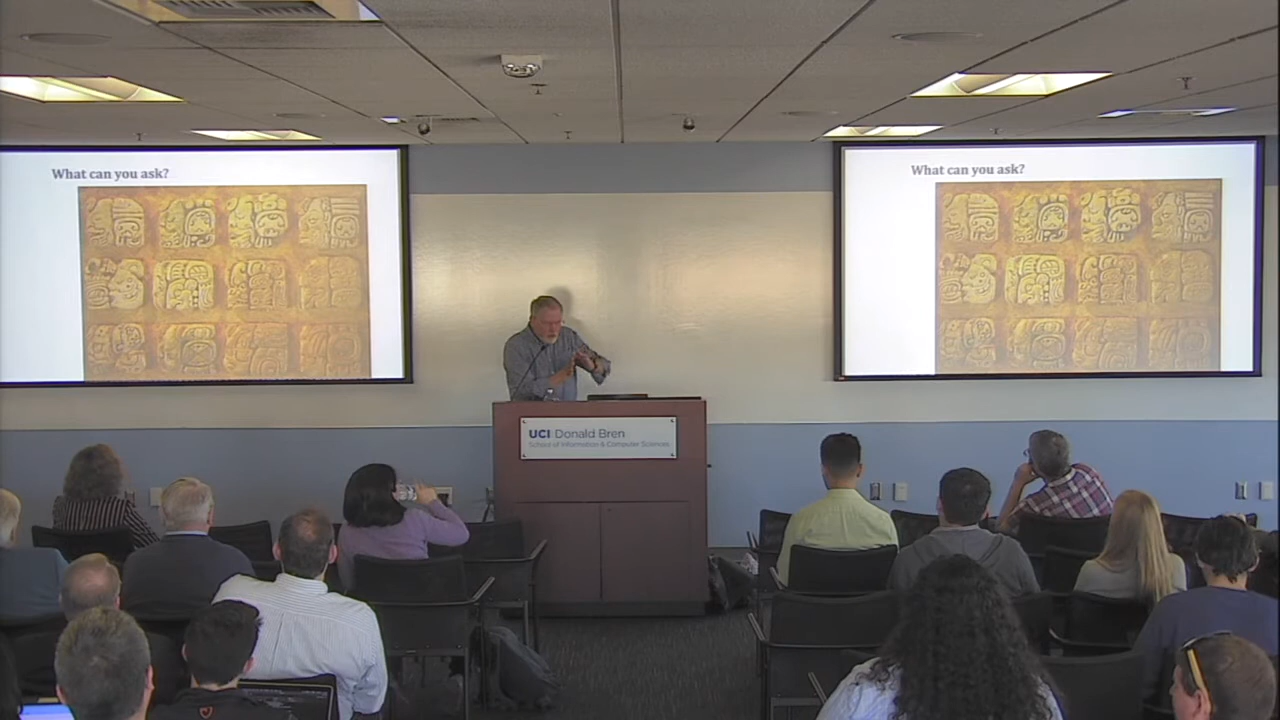 What can you ask?
What can you ask?
UCI Donald Bren
School of Information & Computer Sciences